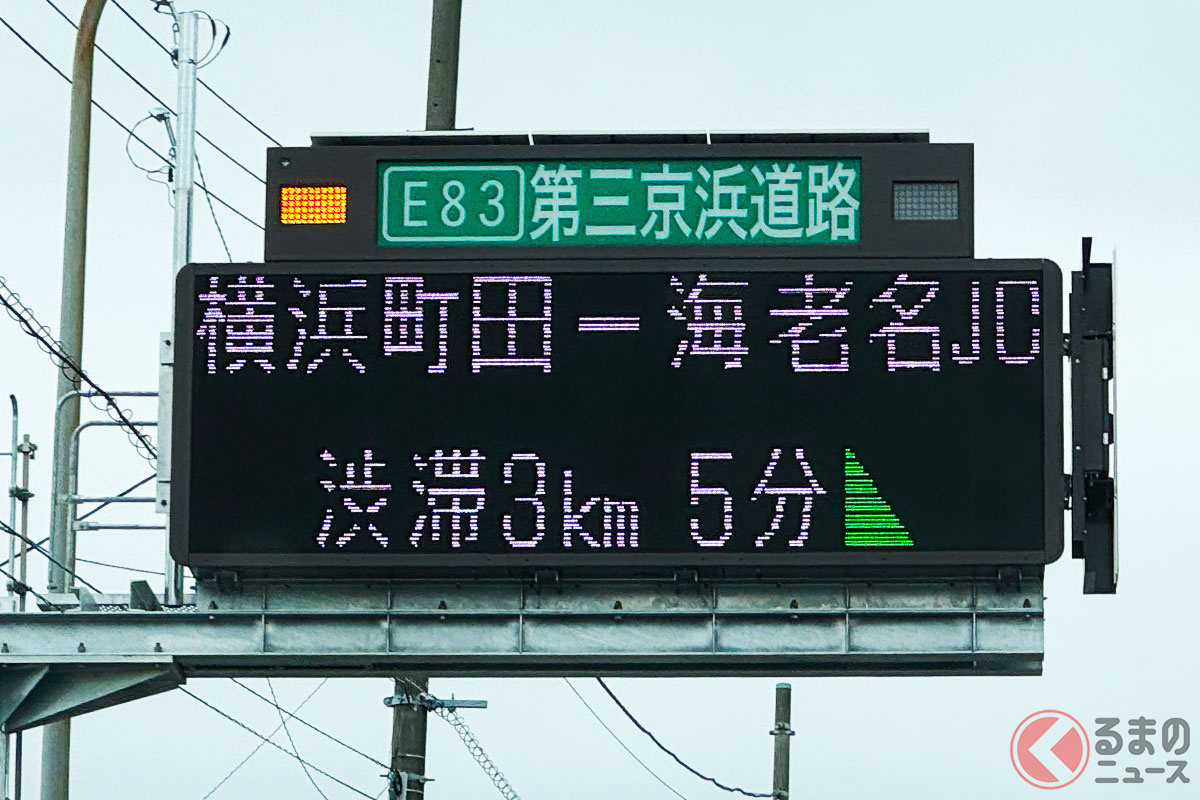 E83 第三京浜道路
横浜町田ー海老名JC
渋滞3km 5分
くるまの
ニュース